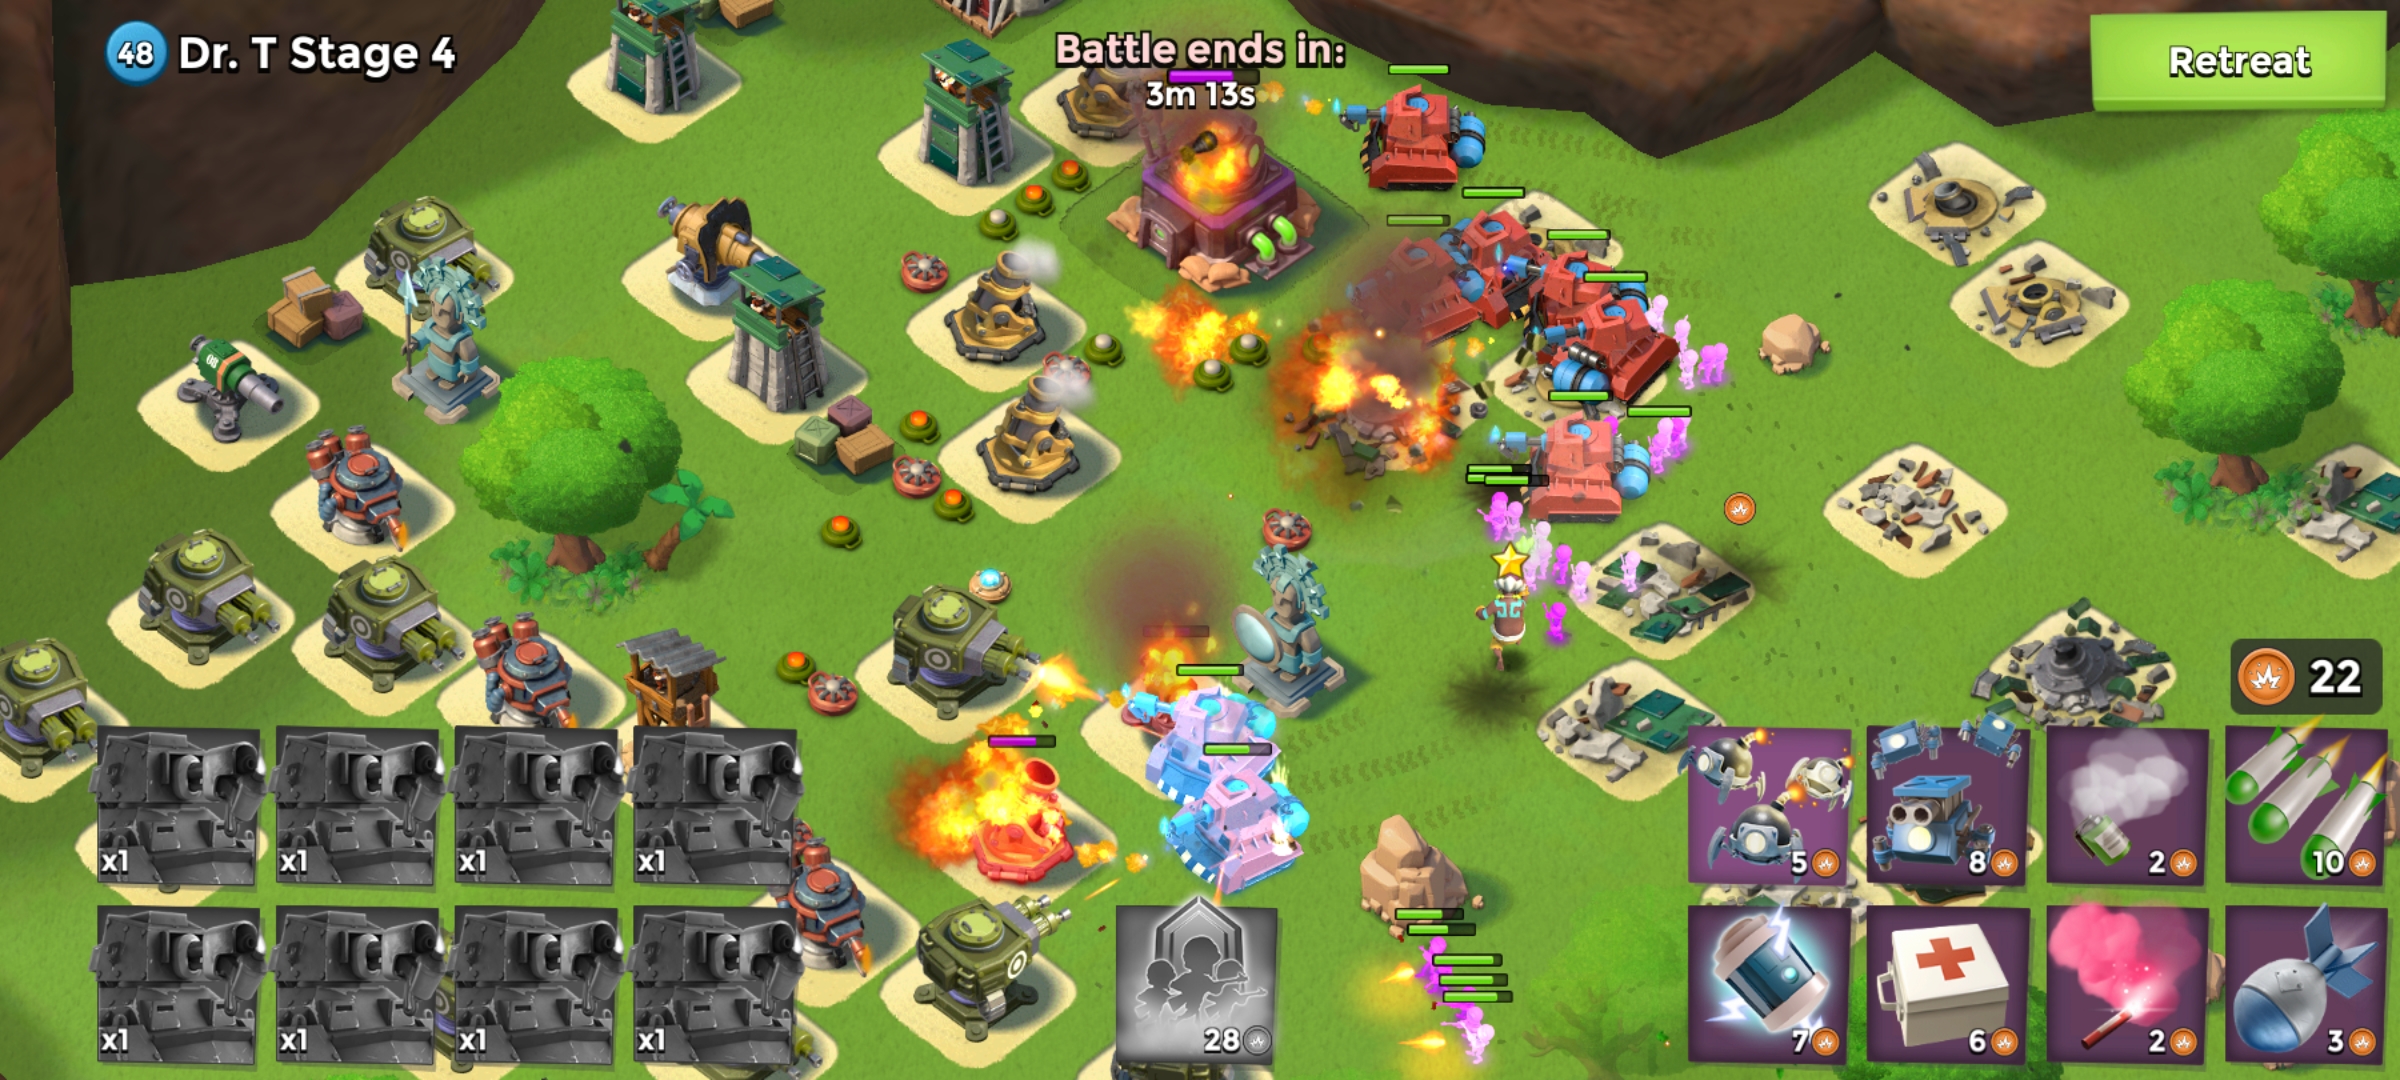 48 Dr. T Stage 4
Battle ends in:
3m 13s
Retreat
22
x1 x1 x1 x1
5 8 2 10
x1 x1 x1 x1
28
7 6 2 3